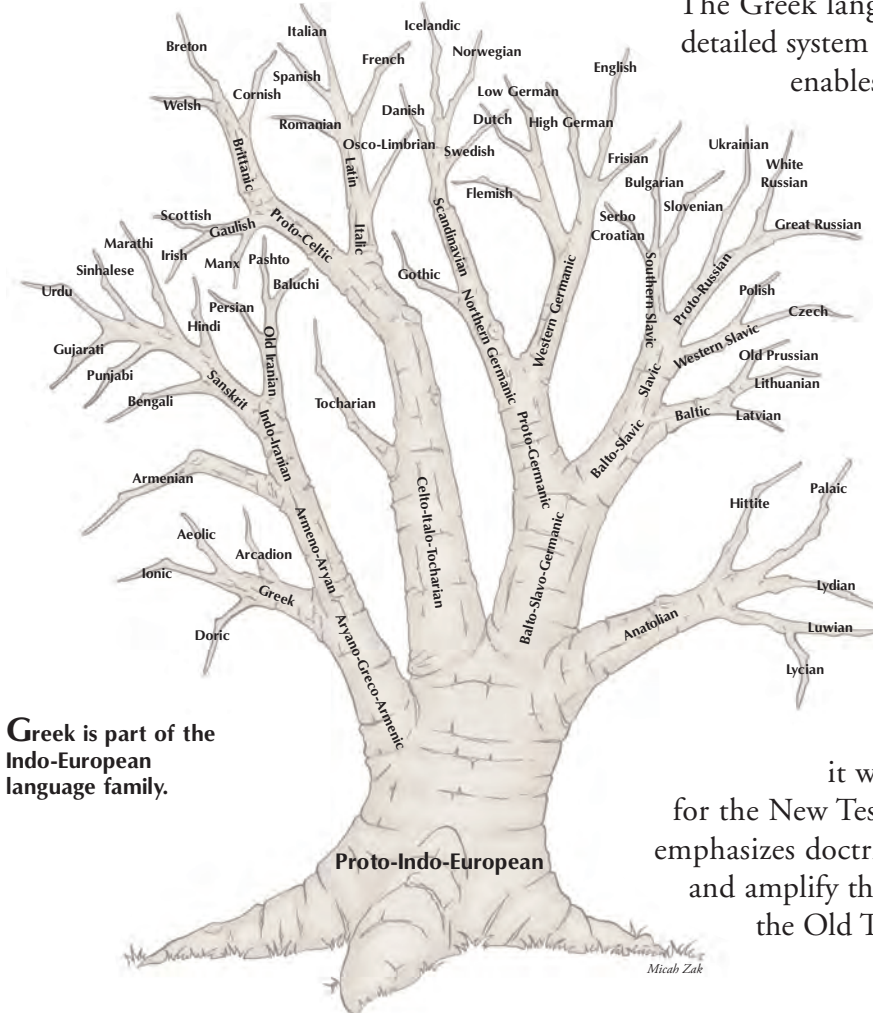 The Greek lang
detailed system
enables
Icelandic
Italian
Breton
French
Norwegian
English
Spanish
Cornish
Low German
Welsh
Danish
Dutch
High German
Romanian
Osco-Limbrian
Swedish
Ukrainian
Brittanic
Latin
Frisian
White
Russian
Bulgarian
Flemish
Slovenian
Scottish
Gaulish
Proto-Celtic
Italic
Scandinavian
Serbo
Croatian
Great Russian
Marathi
Irish
Manx
Pashto
Gothic
Western Germanic
Southern Slavic
Proto-Russian
Sinhalese
Baluchi
Urdu
Persian
Northern Germanic
Polish
Hindi
Czech
Old Iranian
Western Slavic
Gujarati
Old Prussian
Punjabi
Sanskrit
Slavic
Lithuanian
Bengali
Tocharian
Baltic
Latvian
Indo-Iranian
Proto-Germanic
Balto-Slavic
Armenian
Hittite
Palaic
Armeno-Aryan
Celto-Italo-Tocharian
Balto-Slavo-Germanic
Aeolic
Arcadion
Ionic
Greek
Lydian
Doric
Anatolian
Luwian
Aryano-Greco-Armenic
Lycian
Greek is part of the
Indo-European
language family.
it w
for the New Tes
emphasizes doctr
and amplify th
the Old T
Proto-Indo-European
Micah Zak